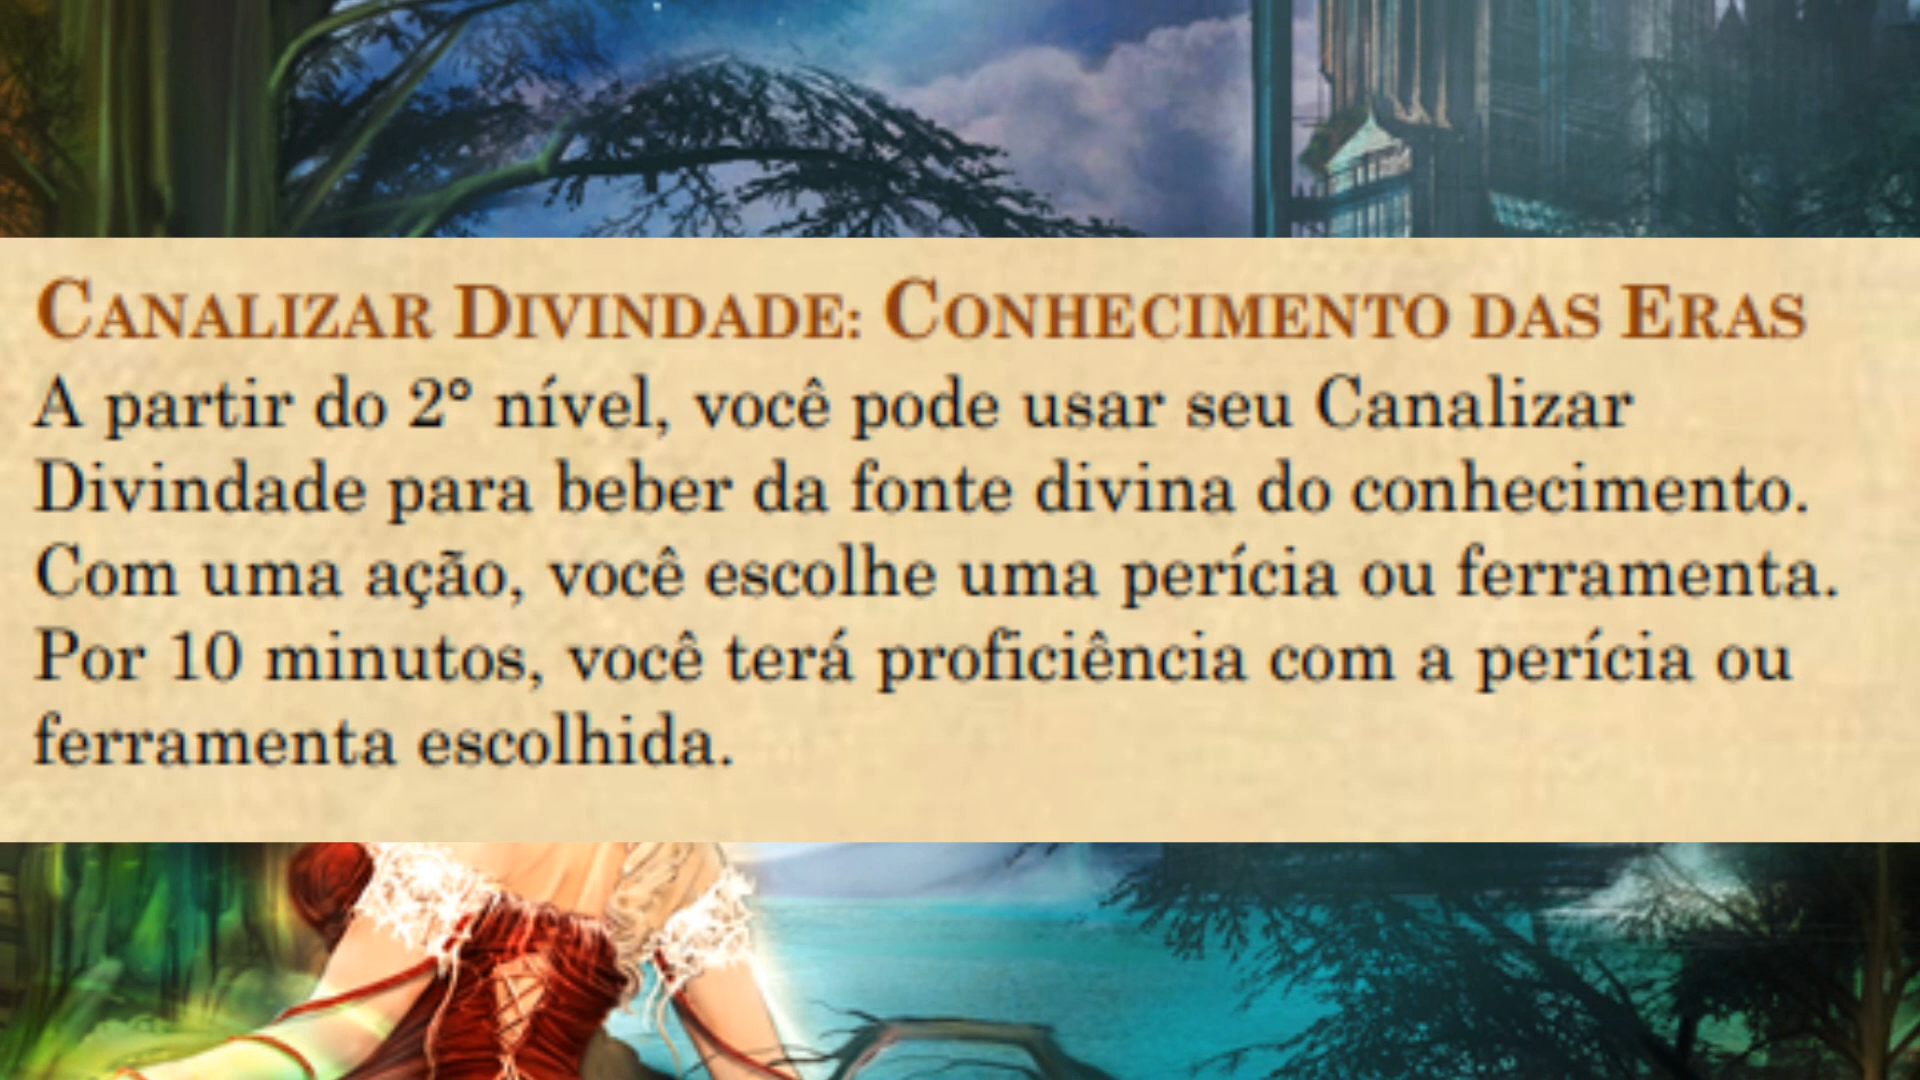 Canalizar Divindade: Conhecimento das Eras
A partir do 2° nível, você pode usar seu Canalizar
Divindade para beber da fonte divina do conhecimento.
Com uma ação, você escolhe uma perícia ou ferramenta.
Por 10 minutos, você terá proficiência com a perícia ou
ferramenta escolhida.